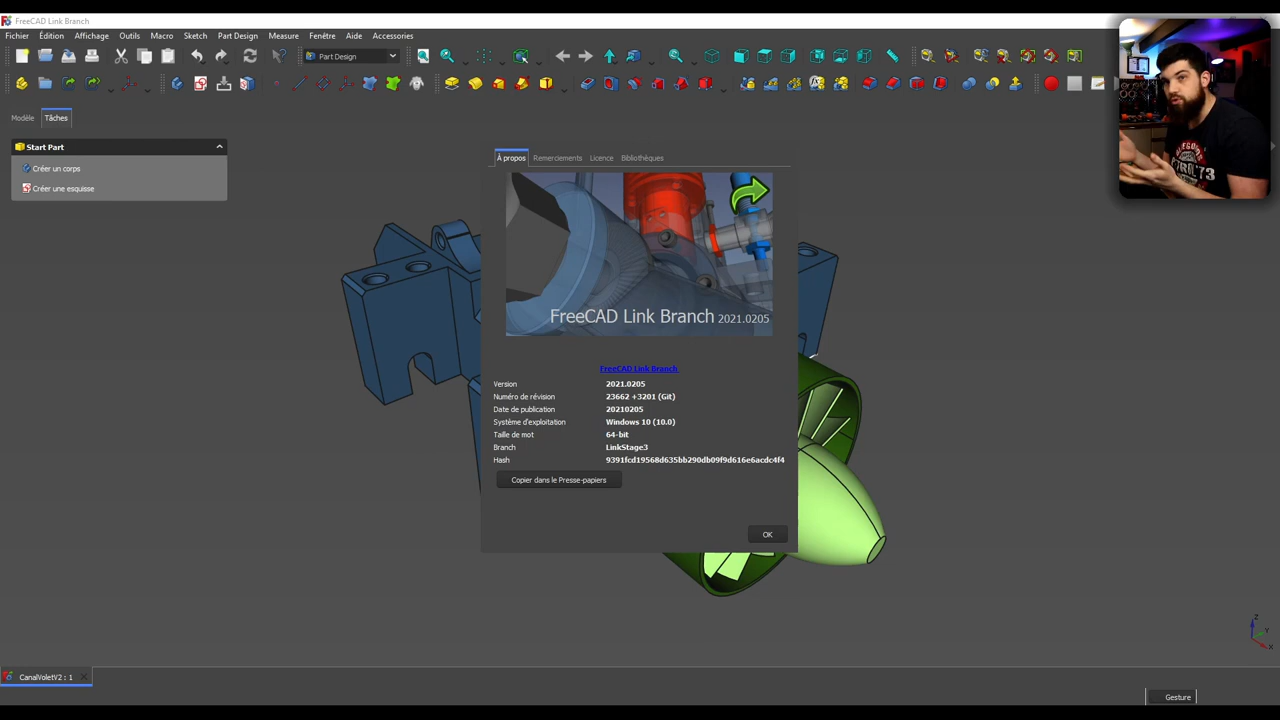 FreeCAD Link Branch
Fichier Édition Affichage Outils Macro Sketch Part Design Measure Fenêtre Aide Accessories
Part Design
Modèle Tâches
Start Part
Créer un corps
Créer une esquisse
À propos Remerciements Licence Bibliothèques
FreeCAD Link Branch 2021.0205
FreeCAD Link Branch
Version 2021.0205
Numéro de révision 23662 +3201 (Git)
Date de publication 20210205
Système d'exploitation Windows 10 (10.0)
Taille de mot 64-bit
Branch LinkStage3
Hash 9391fcd19568d635bb290db09f9d616e6acdc4f4
Copier dans le Presse-papiers
OK
Z
Y
X
CanalVoletV2 : 1
Gesture